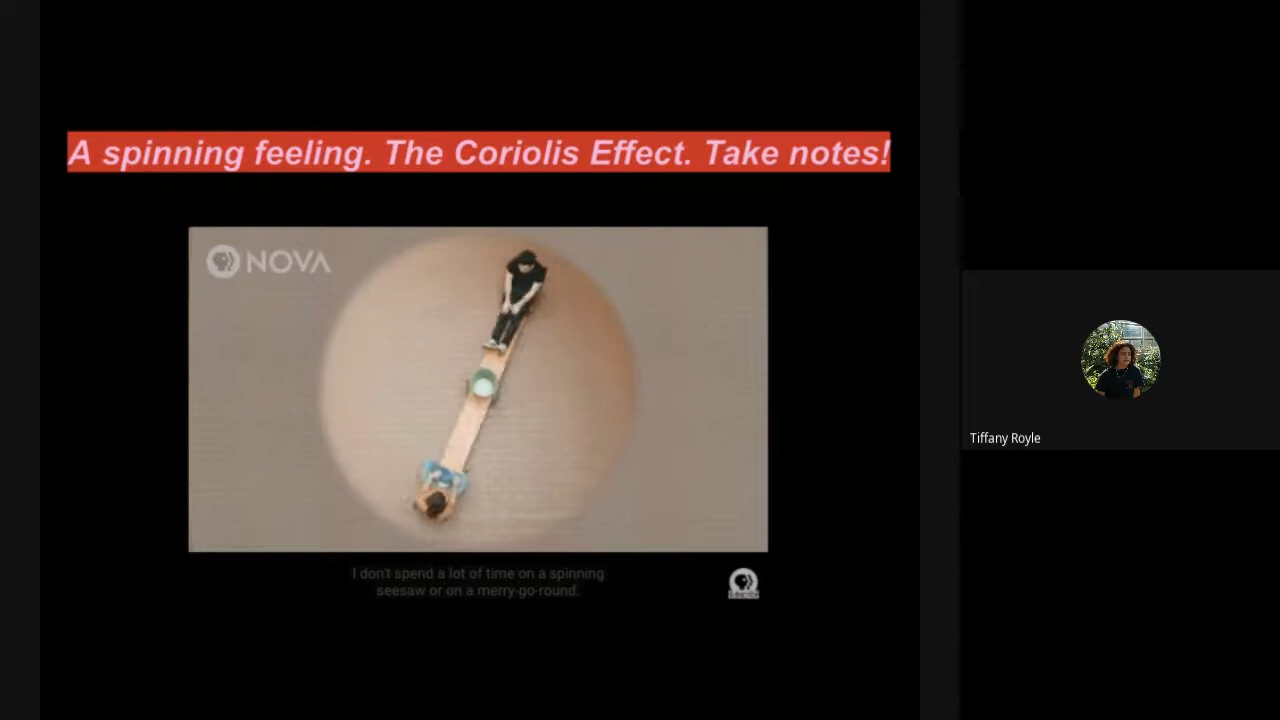 A spinning feeling. The Coriolis Effect. Take notes!
NOVA
I don't spend a lot of time on a spinning
seesaw or on a merry-go-round.
Tiffany Royle